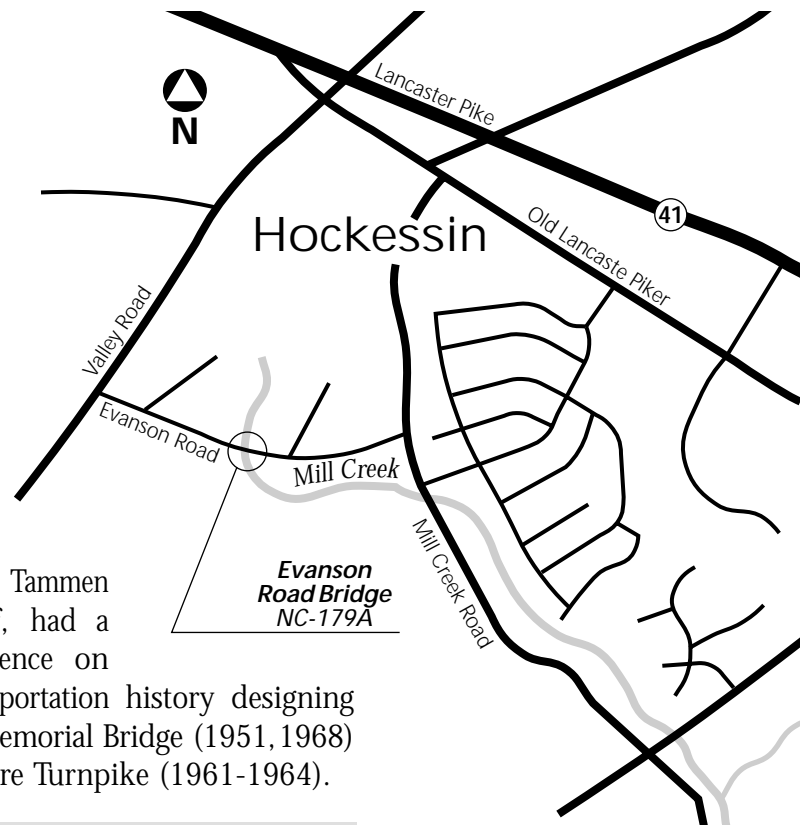 Lancaster Pike
N
41
Old Lancaste Piker
Hockessin
Valley Road
Evanson Road
Mill Creek
Mill Creek Road
Evanson
Road Bridge
NC-179A
Tammen
, had a
ence on
portation history designing
emorial Bridge (1951,1968)
re Turnpike (1961-1964).